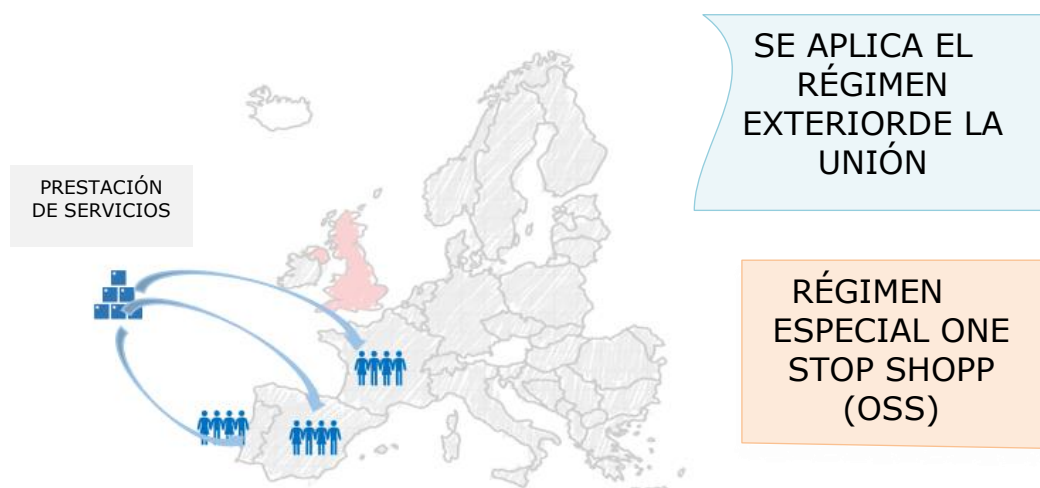 SE APLICA EL
RÉGIMEN
EXTERIORDE LA
UNIÓN
PRESTACIÓN
DE SERVICIOS
RÉGIMEN
ESPECIAL ONE
STOP SHOPP
(OSS)